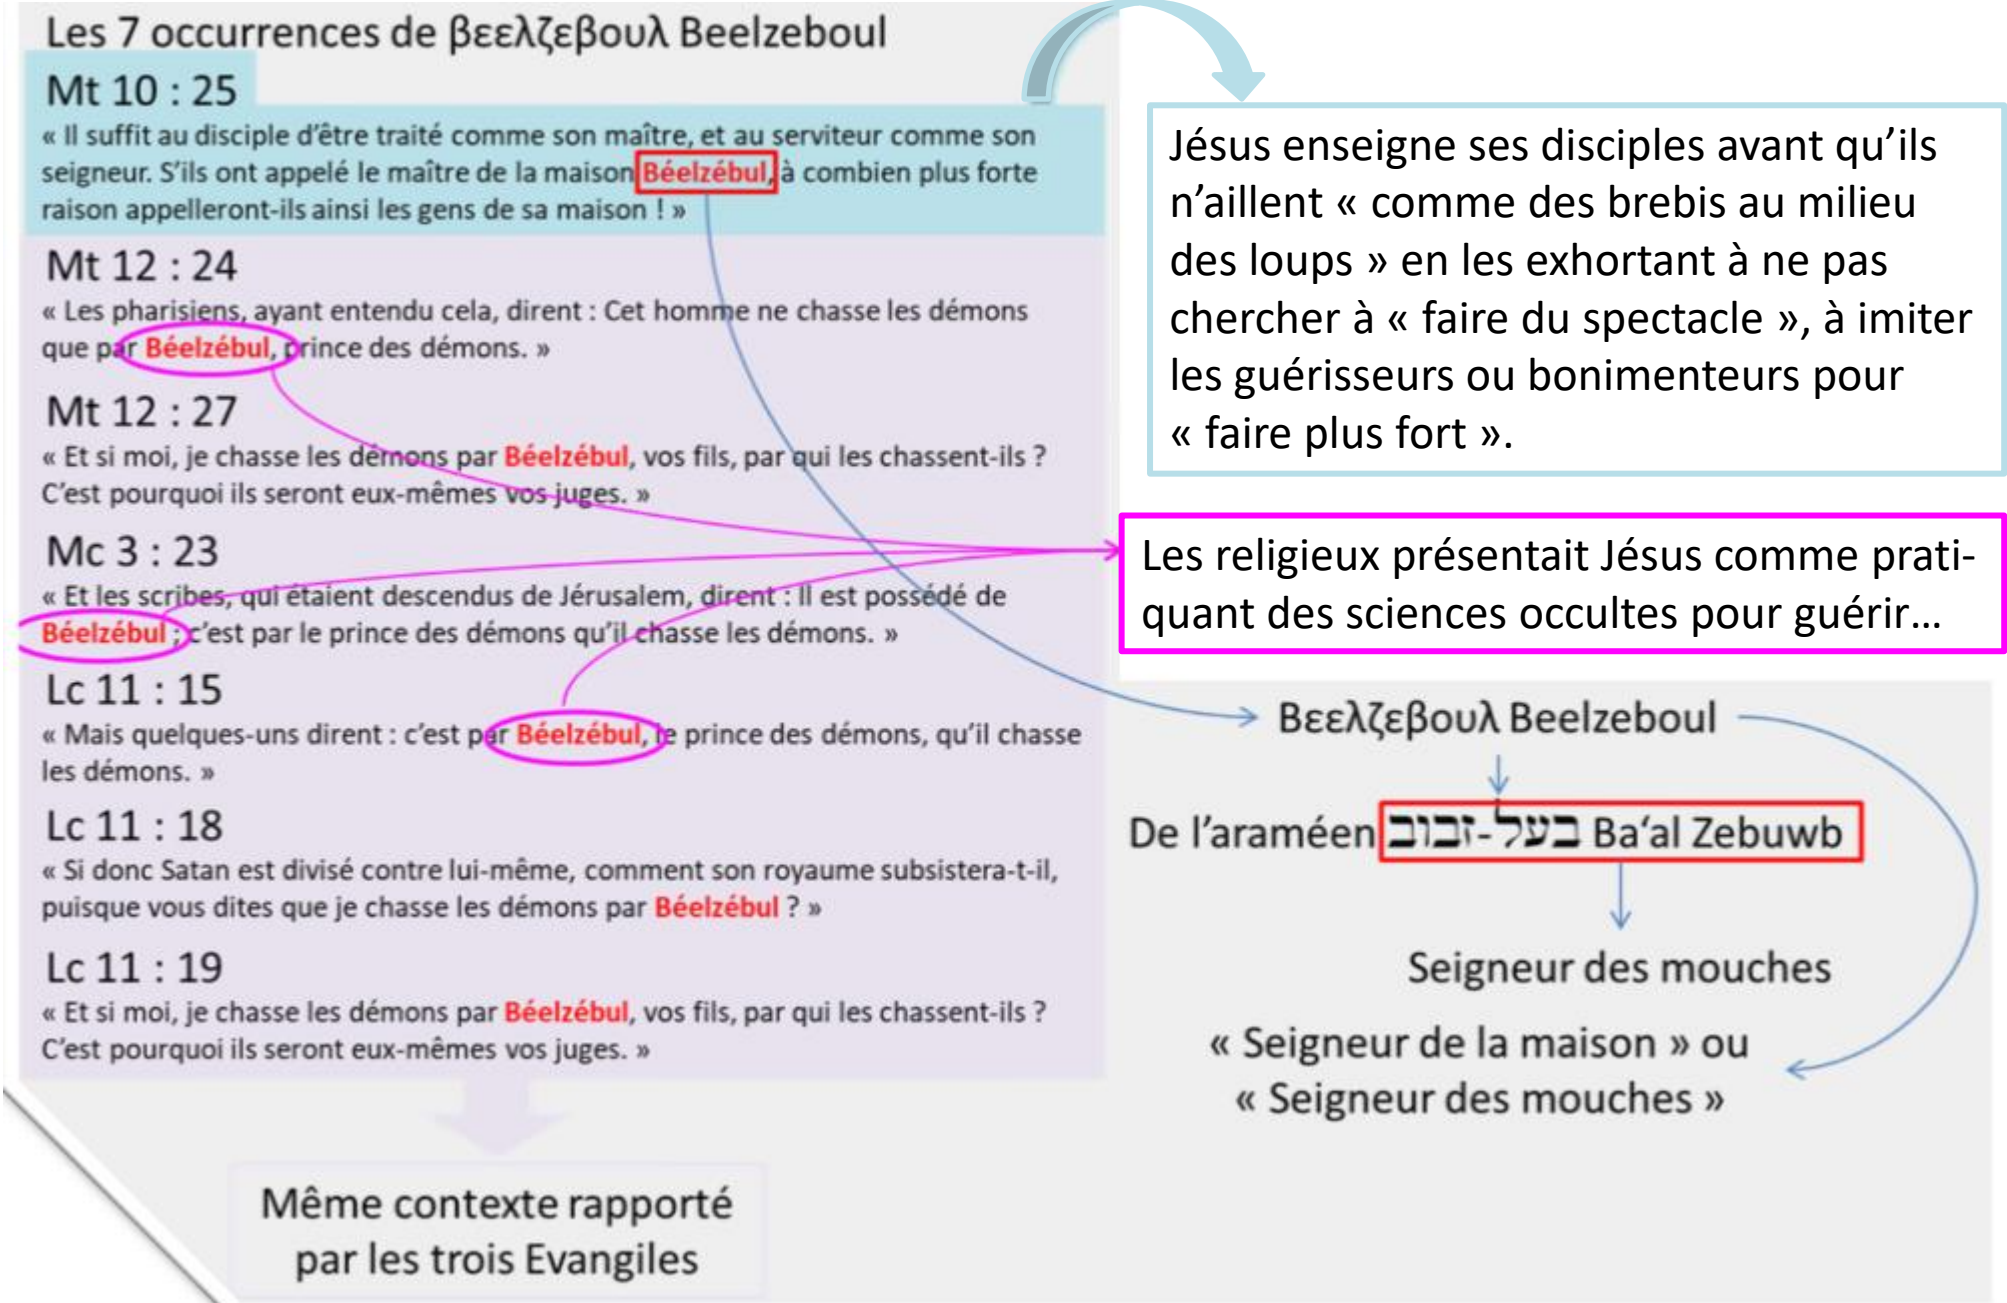 Les 7 occurrences de βεελζεβουλ Beelzeboul
Mt 10 : 25
« Il suffit au disciple d’être traité comme son maître, et au serviteur comme son
seigneur. S’ils ont appelé le maître de la maison Béelzébul, à combien plus forte
raison appelleront-ils ainsi les gens de sa maison ! »
Mt 12 : 24
« Les pharisiens, ayant entendu cela, dirent : Cet homme ne chasse les démons
que par Béelzébul, prince des démons. »
Mt 12 : 27
« Et si moi, je chasse les démons par Béelzébul, vos fils, par qui les chassent-ils ?
C’est pourquoi ils seront eux-mêmes vos juges. »
Mc 3 : 23
« Et les scribes, qui étaient descendus de Jérusalem, dirent : Il est possédé de
Béelzébul ; c’est par le prince des démons qu’il chasse les démons. »
Lc 11 : 15
« Mais quelques-uns dirent : c’est par Béelzébul, le prince des démons, qu’il chasse
les démons. »
Lc 11 : 18
« Si donc Satan est divisé contre lui-même, comment son royaume subsistera-t-il,
puisque vous dites que je chasse les démons par Béelzébul ? »
Lc 11 : 19
« Et si moi, je chasse les démons par Béelzébul, vos fils, par qui les chassent-ils ?
C’est pourquoi ils seront eux-mêmes vos juges. »
Même contexte rapporté
par les trois Evangiles
Jésus enseigne ses disciples avant qu’ils
n’aillent « comme des brebis au milieu
des loups » en les exhortant à ne pas
chercher à « faire du spectacle », à imiter
les guérisseurs ou bonimenteurs pour
« faire plus fort ».
Les religieux présentait Jésus comme prati-
quant des sciences occultes pour guérir…
Βεελζεβουλ Beelzeboul
De l’araméen בעל-זבוב Ba‘al Zebuwb
Seigneur des mouches
« Seigneur de la maison » ou
« Seigneur des mouches »